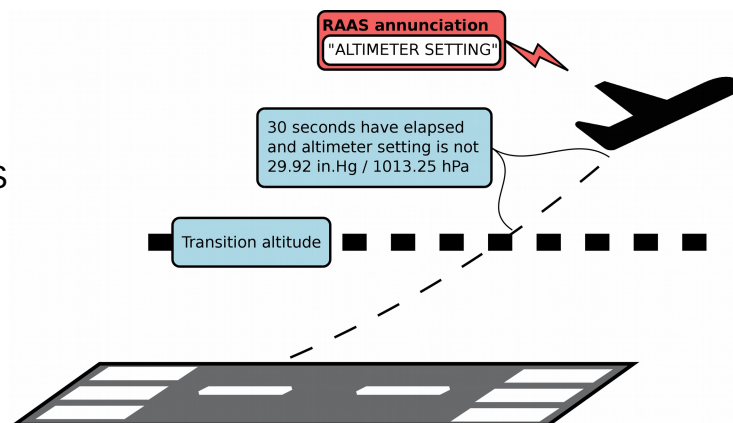 RAAS annunciation
"ALTIMETER SETTING"
30 seconds have elapsed
and altimeter setting is not
29.92 in.Hg / 1013.25 hPa
s
Transition altitude